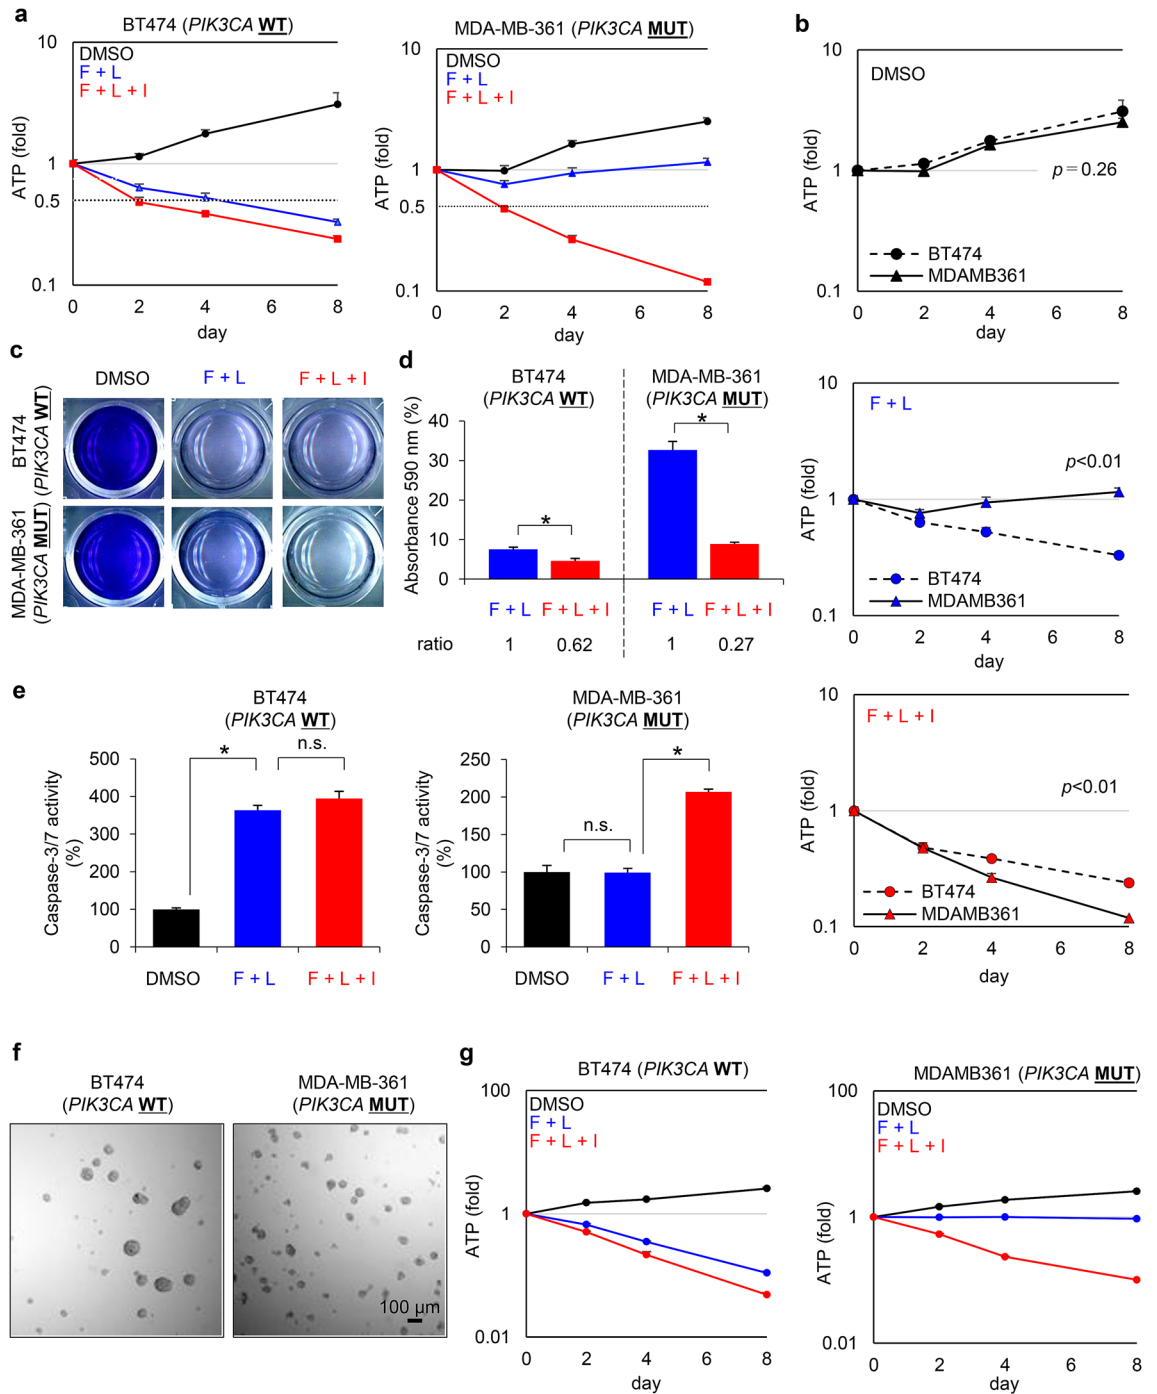 a
BT474 (PIK3CA WT)
10
1
0.5
0.1
ATP (fold)
DMSO
F + L
F + L + I
0 2 4 6 8
day
MDA-MB-361 (PIK3CA MUT)
10
1
0.5
0.1
ATP (fold)
DMSO
F + L
F + L + I
0 2 4 6 8
day
b
10
1
0.1
ATP (fold)
DMSO
p = 0.26
BT474
MDAMB361
0 2 4 6 8
day
10
1
0.1
ATP (fold)
F + L
p<0.01
BT474
MDAMB361
0 2 4 6 8
day
10
1
0.1
ATP (fold)
F + L + I
p<0.01
BT474
MDAMB361
0 2 4 6 8
day
c
DMSO F + L F + L + I
BT474
(PIK3CA WT)
MDA-MB-361
(PIK3CA MUT)
d
BT474
(PIK3CA WT)
MDA-MB-361
(PIK3CA MUT)
Absorbance 590 nm (%)
40
30
20
10
0
*
*
F + L F + L + I F + L F + L + I
ratio 1 0.62 1 0.27
e
BT474
(PIK3CA WT)
Caspase-3/7 activity
(%)
500
400
300
200
100
0
*
n.s.
DMSO F + L F + L + I
MDA-MB-361
(PIK3CA MUT)
Caspase-3/7 activity
(%)
250
200
150
100
50
0
n.s.
*
DMSO F + L F + L + I
f
BT474
(PIK3CA WT)
MDA-MB-361
(PIK3CA MUT)
100 µm
g
BT474 (PIK3CA WT)
100
1
0.01
ATP (fold)
DMSO
F + L
F + L + I
0 2 4 6 8
day
MDAMB361 (PIK3CA MUT)
100
1
0.01
ATP (fold)
DMSO
F + L
F + L + I
0 2 4 6 8
day